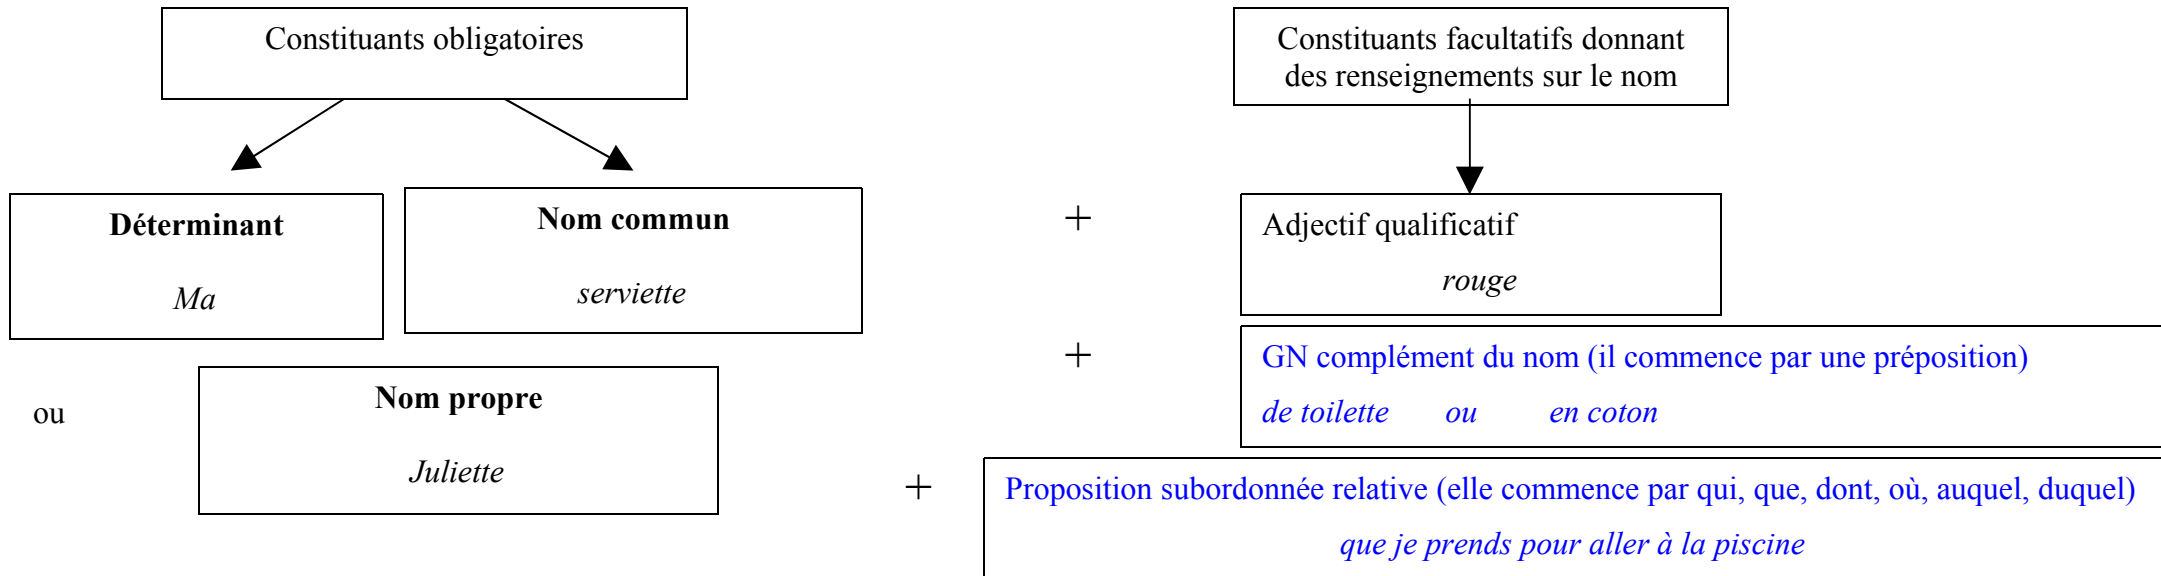 Constituants obligatoires
Constituants facultatifs donnant
des renseignements sur le nom
Déterminant
Ma
Nom commun
serviette
+
Adjectif qualificatif
rouge
ou
Nom propre
Juliette
+
GN complément du nom (il commence par une préposition)
de toilette ou en coton
+
Proposition subordonnée relative (elle commence par qui, que, dont, où, auquel, duquel)
que je prends pour aller à la piscine